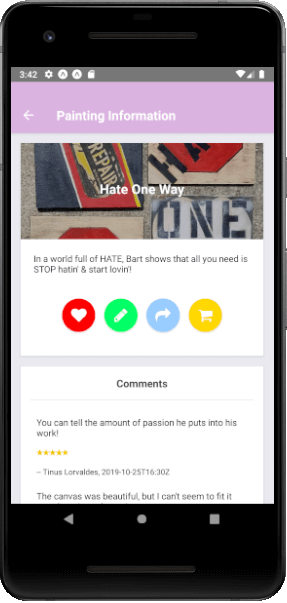 3:42
Painting Information
REPAIR
Hate One Way
ONE
In a world full of HATE, Bart shows that all you need is
STOP hatin' & start lovin'!
Comments
You can tell the amount of passion he puts into his
work!
-- Tinus Lorvaldes, 2019-10-25T16:30Z
The canvas was beautiful, but I can't seem to fit it